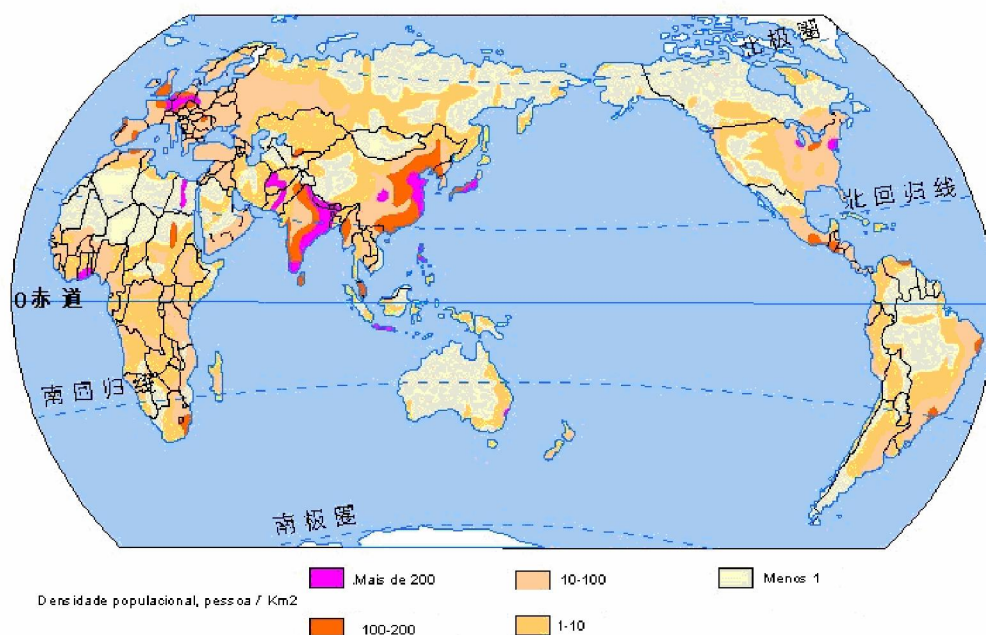 北极圈
北回归线
0赤道
南回归线
南极圈
Densidade populacional, pessoa / Km2
.Mais de 200
10-100
Menos 1
100-200
1-10